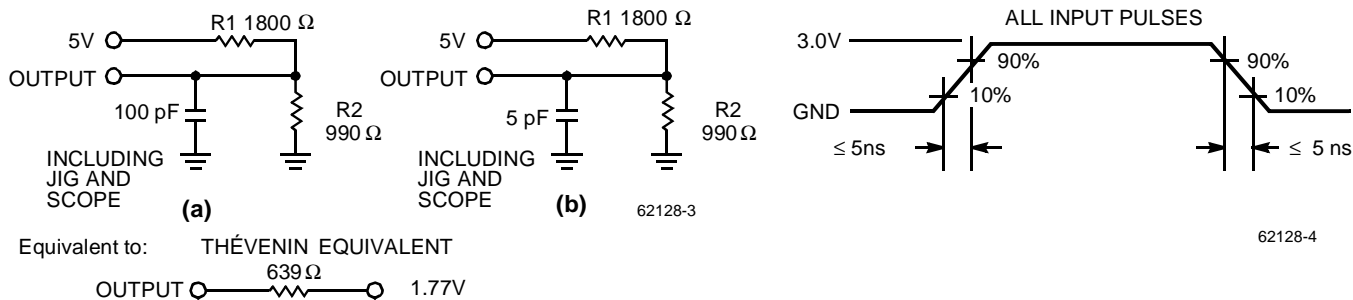 R1 1800 Ω
5V
OUTPUT
100 pF
R2
990 Ω
INCLUDING
JIG AND
SCOPE
(a)
R1 1800 Ω
5V
OUTPUT
5 pF
R2
990 Ω
INCLUDING
JIG AND
SCOPE
(b)
62128-3
ALL INPUT PULSES
3.0V
90%
10%
GND
≤ 5ns
90%
10%
≤ 5 ns
62128-4
Equivalent to: THÉVENIN EQUIVALENT
639 Ω
OUTPUT 1.77V